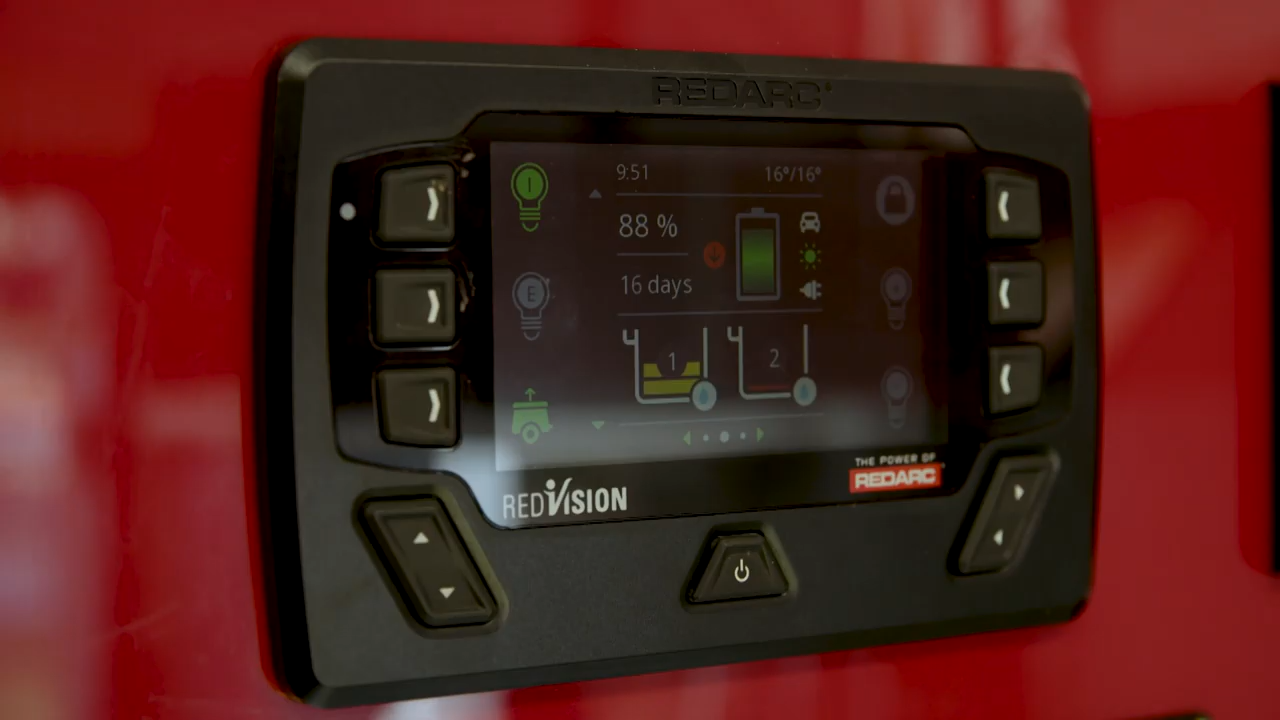 REDARC
9:51 16°/16°
I
88 %
E
16 days
1 2
REDVISION
THE POWER OF
REDARC